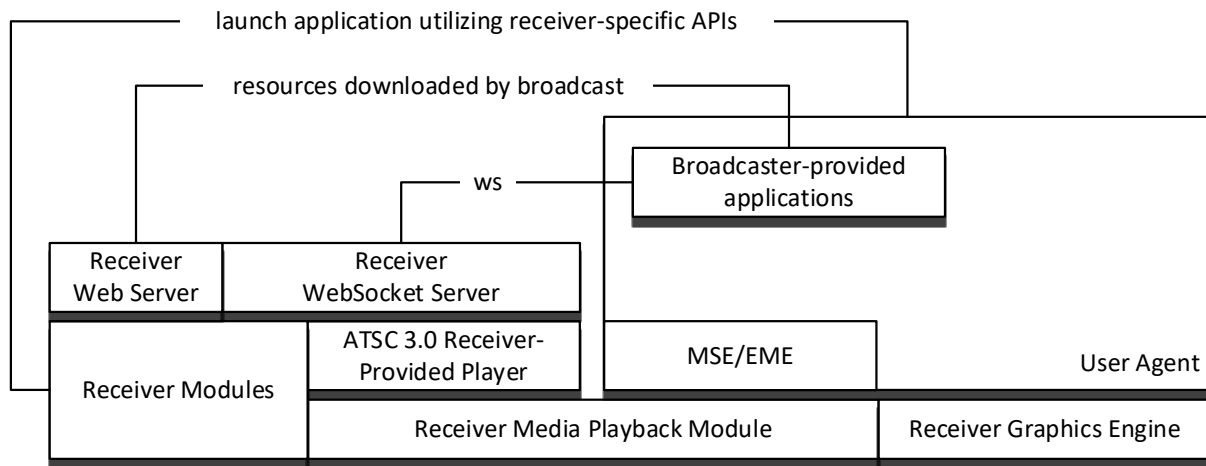 launch application utilizing receiver-specific APIs
resources downloaded by broadcast
Broadcaster-provided
applications
ws
Receiver
Web Server
Receiver
WebSocket Server
ATSC 3.0 Receiver-
Provided Player
MSE/EME
User Agent
Receiver Modules
Receiver Media Playback Module
Receiver Graphics Engine